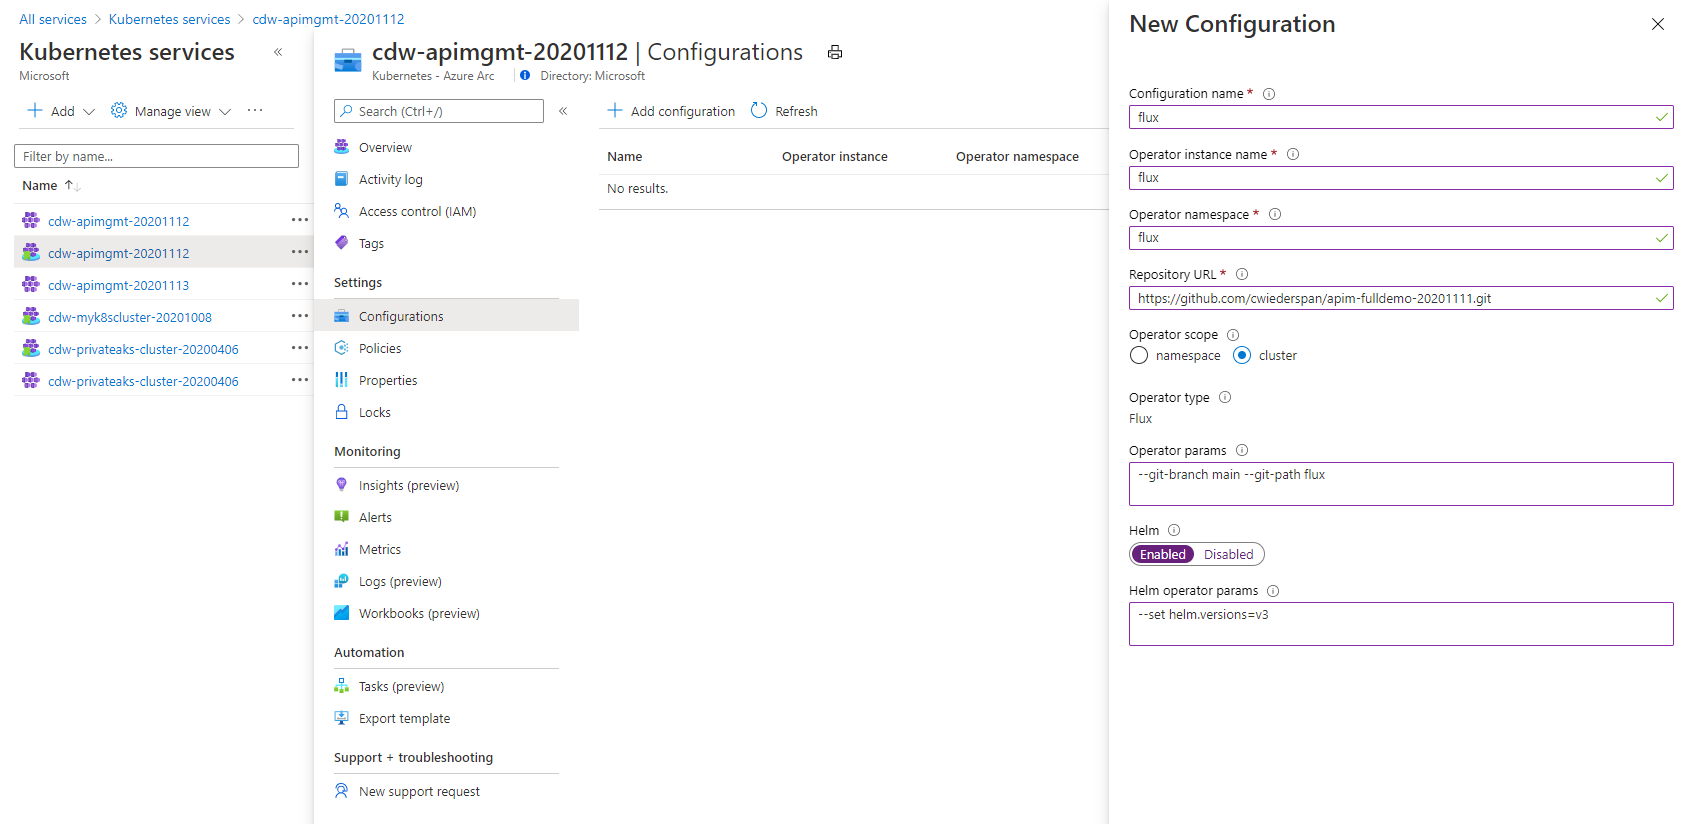 All services > Kubernetes services > cdw-apimgmt-20201112
Kubernetes services «
Microsoft
+ Add Manage view ...
Filter by name...
Name ↑↓
cdw-apimgmt-20201112 ...
cdw-apimgmt-20201112 ...
cdw-apimgmt-20201113 ...
cdw-myk8scluster-20201008 ...
cdw-privateaks-cluster-20200406 ...
cdw-privateaks-cluster-20200406 ...
cdw-apimgmt-20201112 | Configurations
Kubernetes - Azure Arc Directory: Microsoft
Search (Ctrl+/) «
Overview
Activity log
Access control (IAM)
Tags
Settings
Configurations
Policies
Properties
Locks
Monitoring
Insights (preview)
Alerts
Metrics
Logs (preview)
Workbooks (preview)
Automation
Tasks (preview)
Export template
Support + troubleshooting
New support request
+ Add configuration Refresh
Name Operator instance Operator namespace
No results.
New Configuration
Configuration name *
flux
Operator instance name *
flux
Operator namespace *
flux
Repository URL *
https://github.com/cwiederspan/apim-fulldemo-20201111.git
Operator scope
namespace cluster
Operator type
Flux
Operator params
--git-branch main --git-path flux
Helm
Enabled Disabled
Helm operator params
--set helm.versions=v3